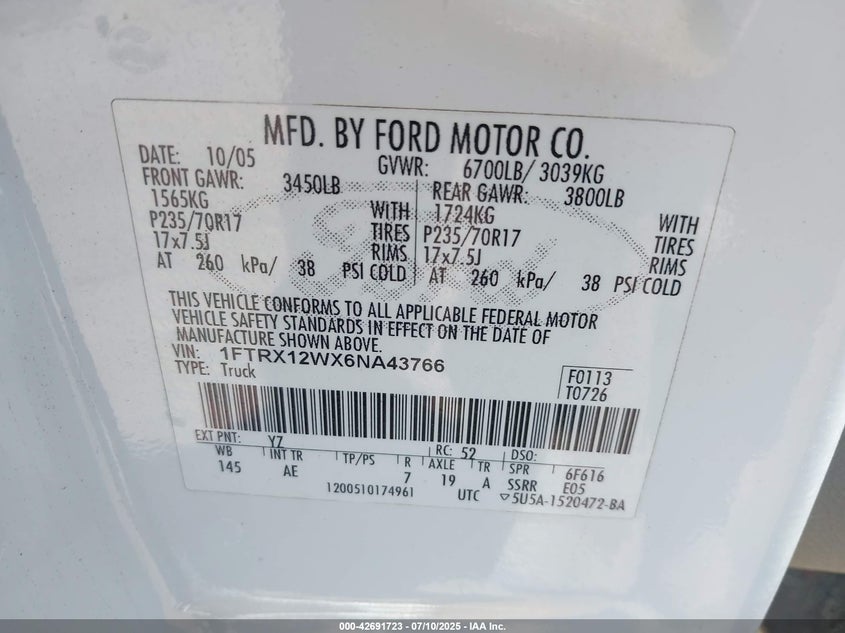 MFD. BY FORD MOTOR CO.
DATE: 10/05 GVWR: 6700LB/ 3039KG
FRONT GAWR: 3450LB REAR GAWR: 3800LB
1565KG WITH 1724KG WITH
P235/70R17 TIRES P235/70R17 TIRES
17x7.5J RIMS 17x7.5J RIMS
AT 260 kPa/ 38 PSI COLD AT 260 kPa/ 38 PSI COLD
THIS VEHICLE CONFORMS TO ALL APPLICABLE FEDERAL MOTOR
VEHICLE SAFETY STANDARDS IN EFFECT ON THE DATE OF
MANUFACTURE SHOWN ABOVE.
VIN: 1FTRX12WX6NA43766
TYPE: Truck
F0113
T0726
EXT PNT: YZ RC: 52 DSO:
WB INT TR TP/PS R AXLE TR SPR 6F616
145 AE 7 19 A SSRR E05
1200510174961 UTC ▽5U5A-1520472-BA
Ford
000-42691723 - 07/10/2025 - IAA Inc.